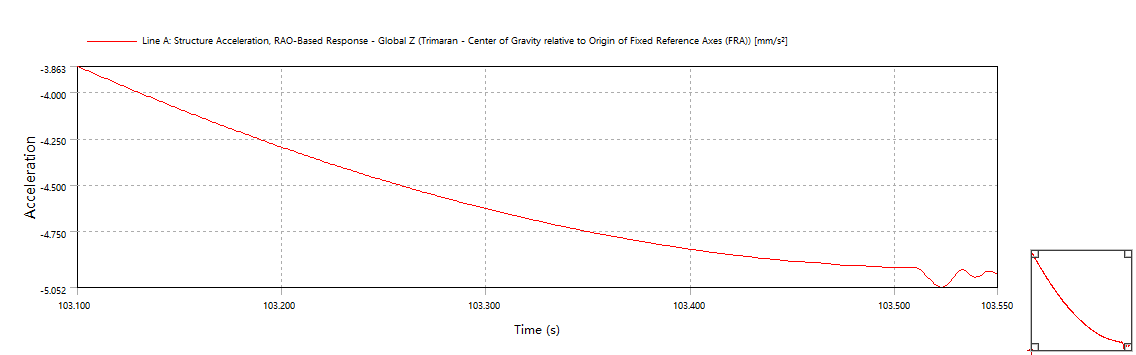 Line A: Structure Acceleration, RAO-Based Response - Global Z (Trimaran - Center of Gravity relative to Origin of Fixed Reference Axes (FRA)) [mm/s²]
-3.863
-4.000
-4.250
-4.500
-4.750
-5.052
Acceleration
103.100 103.200 103.300 103.400 103.500 103.550
Time (s)